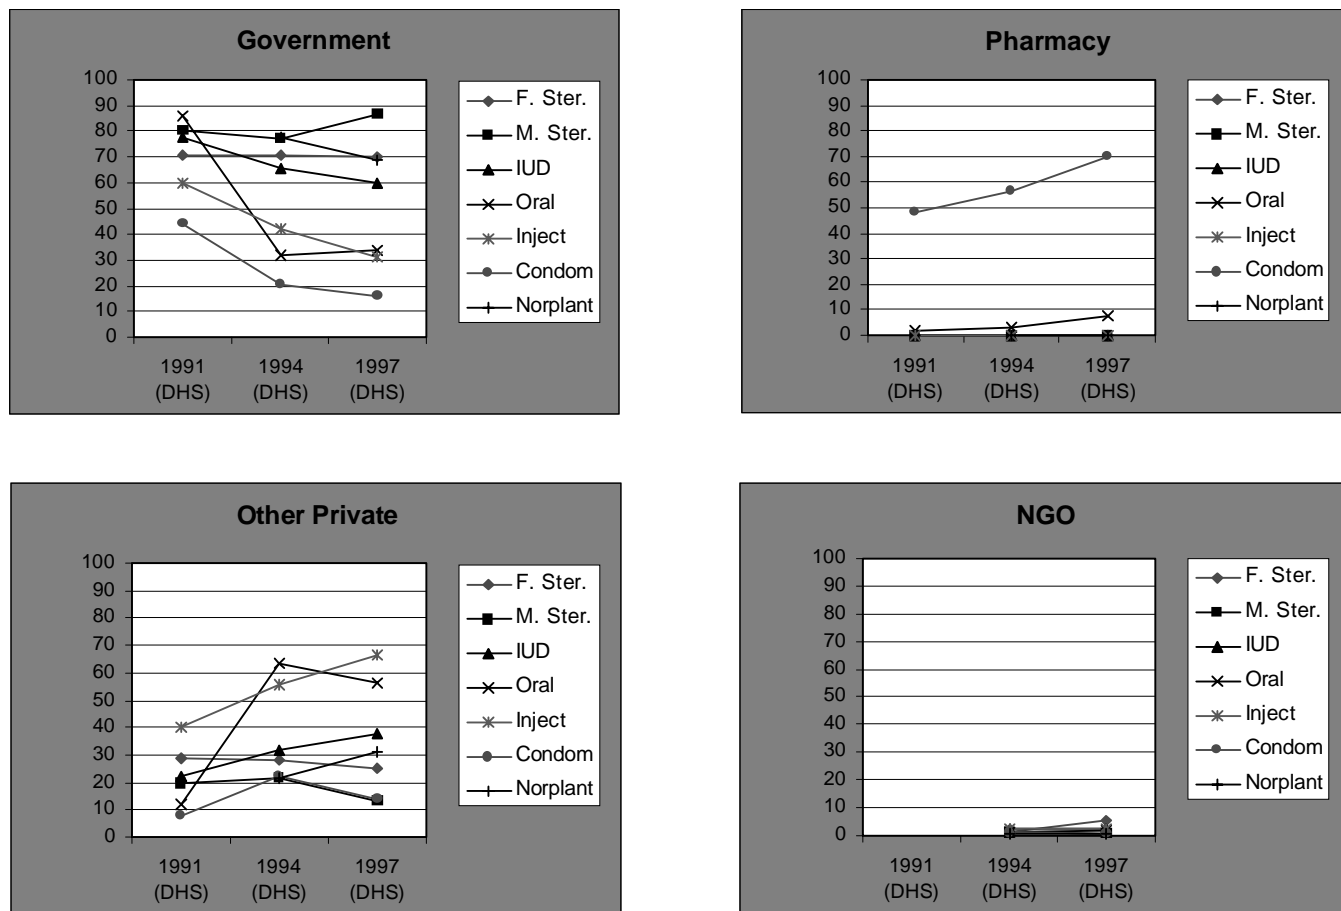 Government
100
90
80
70
60
50
40
30
20
10
0
1991 (DHS)
1994 (DHS)
1997 (DHS)
F. Ster.
M. Ster.
IUD
Oral
Inject
Condom
Norplant
Pharmacy
100
90
80
70
60
50
40
30
20
10
0
1991 (DHS)
1994 (DHS)
1997 (DHS)
F. Ster.
M. Ster.
IUD
Oral
Inject
Condom
Norplant
Other Private
100
90
80
70
60
50
40
30
20
10
0
1991 (DHS)
1994 (DHS)
1997 (DHS)
F. Ster.
M. Ster.
IUD
Oral
Inject
Condom
Norplant
NGO
100
90
80
70
60
50
40
30
20
10
0
1991 (DHS)
1994 (DHS)
1997 (DHS)
F. Ster.
M. Ster.
IUD
Oral
Inject
Condom
Norplant